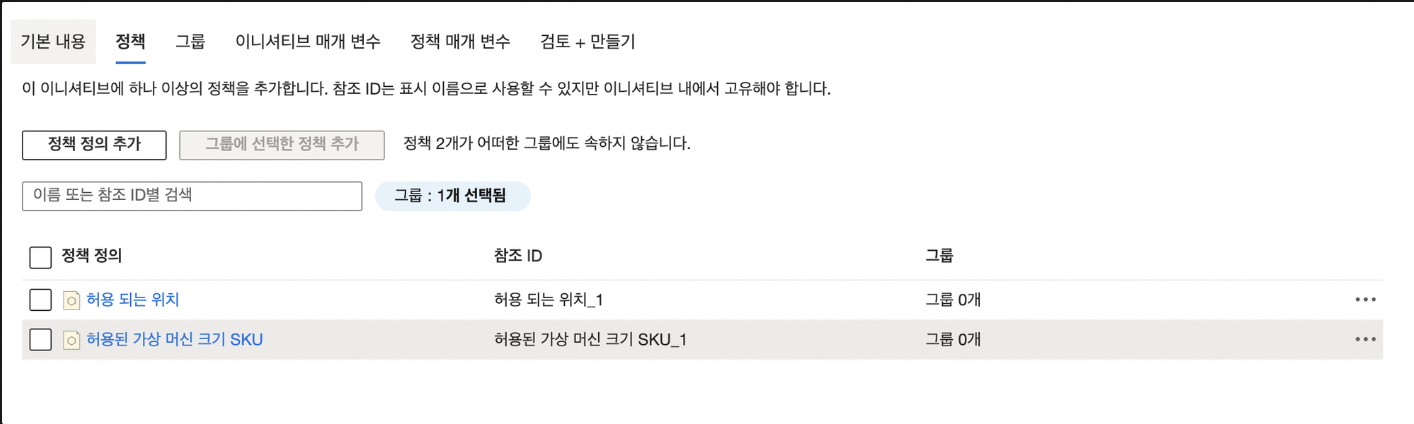 기본 내용 정책 그룹 이니셔티브 매개 변수 정책 매개 변수 검토 + 만들기
이 이니셔티브에 하나 이상의 정책을 추가합니다. 참조 ID는 표시 이름으로 사용할 수 있지만 이니셔티브 내에서 고유해야 합니다.
정책 정의 추가 그룹에 선택한 정책 추가 정책 2개가 어떠한 그룹에도 속하지 않습니다.
이름 또는 참조 ID별 검색 그룹 : 1개 선택됨
정책 정의 참조 ID 그룹
허용 되는 위치 허용 되는 위치_1 그룹 0개
허용된 가상 머신 크기 SKU 허용된 가상 머신 크기 SKU_1 그룹 0개